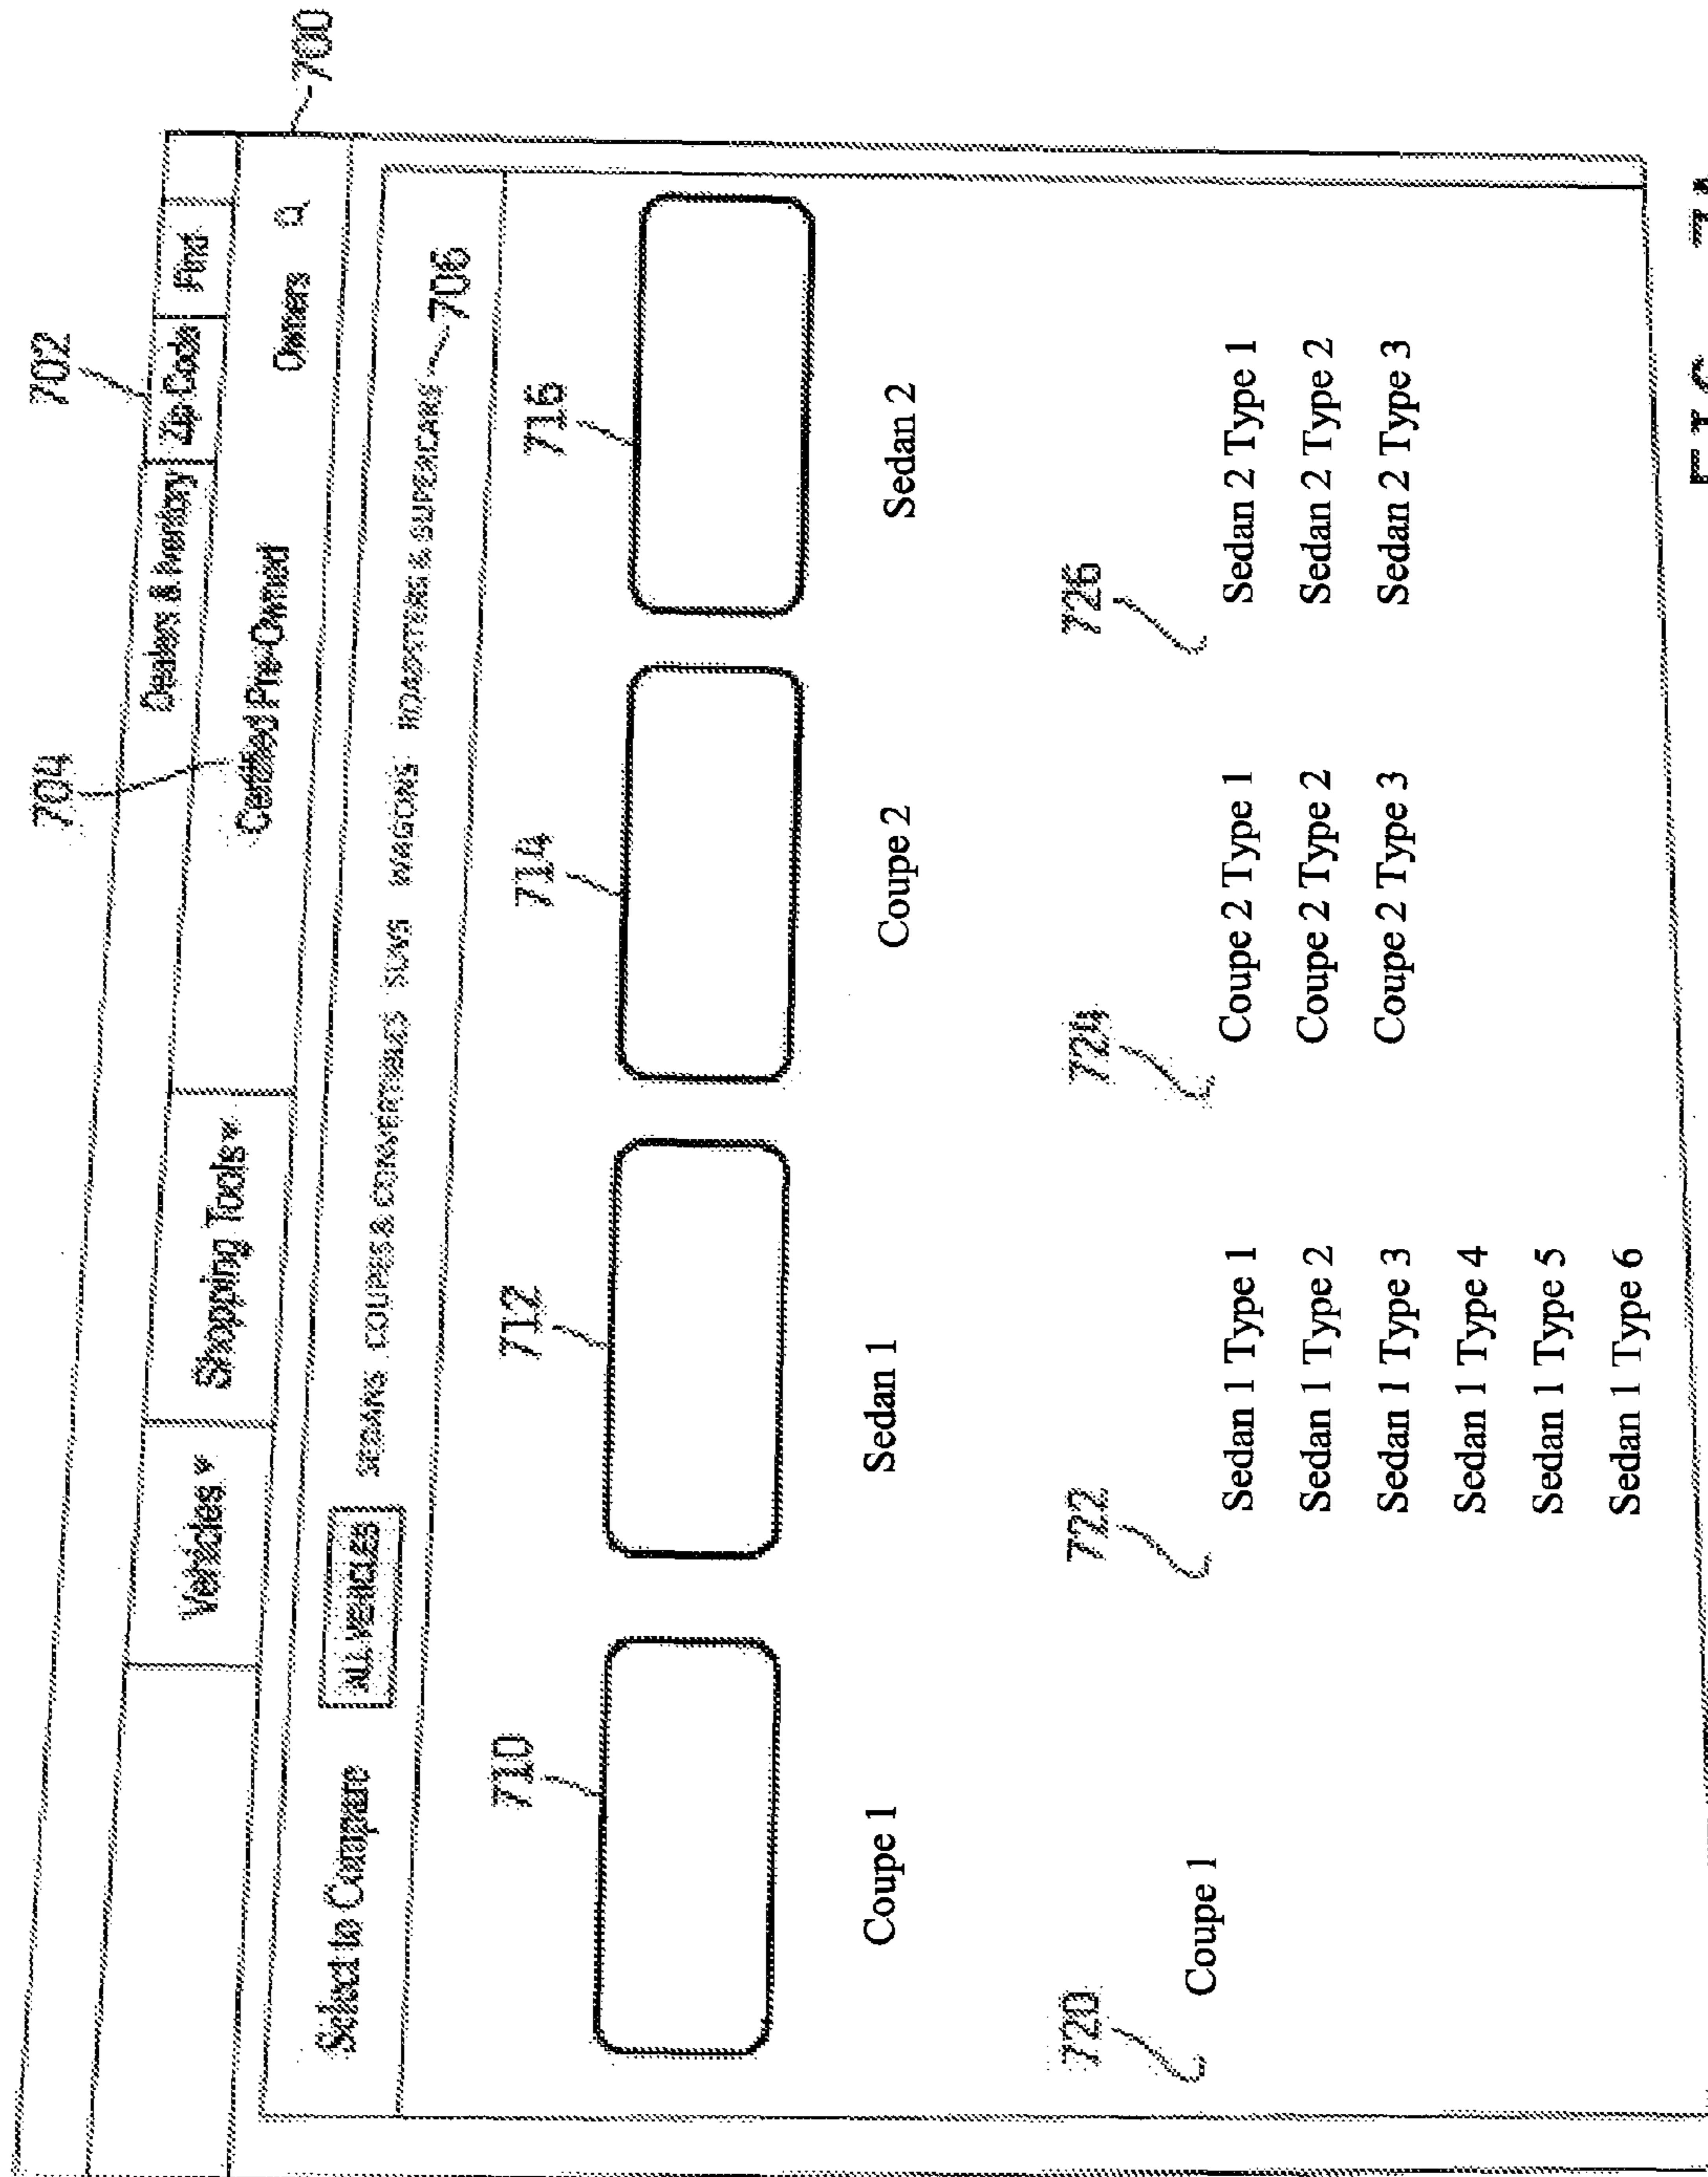 702
704
Dealers & Inventory Zip Code Find
700
Vehicles Shopping Tools Certified Pre-Owned Owners
Select to Compare ALL VEHICLES SEDANS COUPES & CONVERTIBLES SUVS WAGONS ROADSTERS & SUPERCARS 706
710 712 714 716
Coupe 1 Sedan 1 Coupe 2 Sedan 2
720 722 724 726
Coupe 1 Sedan 1 Type 1 Coupe 2 Type 1 Sedan 2 Type 1
Sedan 1 Type 2 Coupe 2 Type 2 Sedan 2 Type 2
Sedan 1 Type 3 Coupe 2 Type 3 Sedan 2 Type 3
Sedan 1 Type 4
Sedan 1 Type 5
Sedan 1 Type 6